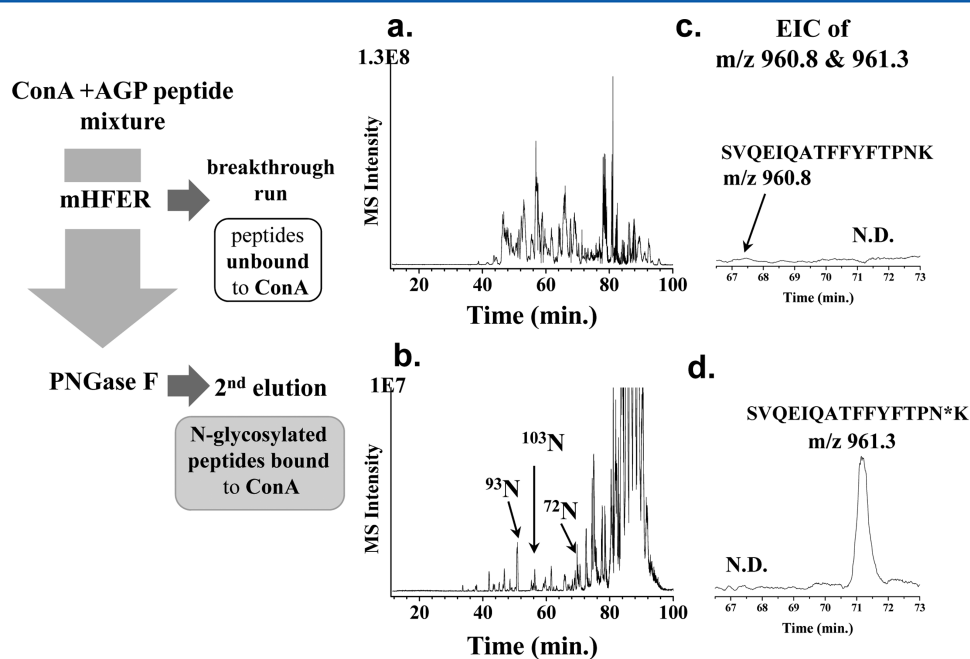 ConA +AGP peptide
mixture
mHFER
breakthrough
run
peptides
unbound
to ConA
PNGase F
2nd elution
N-glycosylated
peptides bound
to ConA
a.
1.3E8
MS Intensity
20 40 60 80 100
Time (min.)
b.
1E7
MS Intensity
93N
103N
72N
20 40 60 80 100
Time (min.)
c.
EIC of
m/z 960.8 & 961.3
SVQEIQATFFYFTPNK
m/z 960.8
N.D.
67 68 69 70 71 72 73
Time (min.)
d.
SVQEIQATFFYFTPN*K
m/z 961.3
N.D.
67 68 69 70 71 72 73
Time (min.)